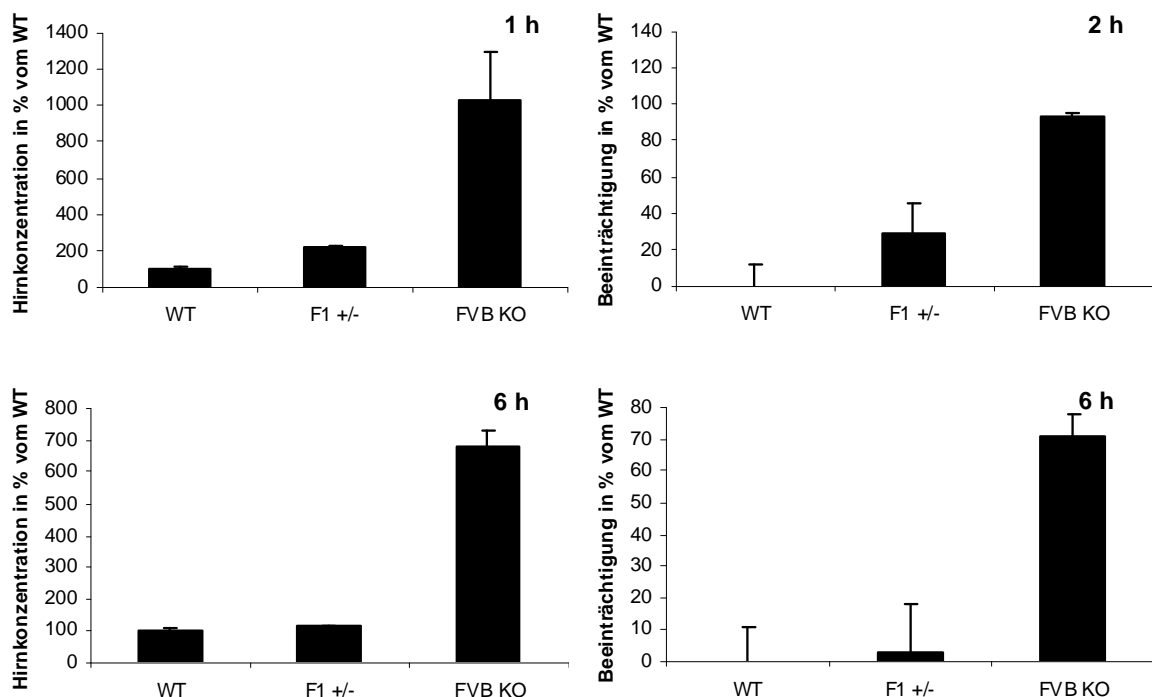 1 h
Hirnkonzentration in % vom WT
1400
1200
1000
800
600
400
200
0
WT F1 +/- FVB KO
2 h
Beeinträchtigung in % vom WT
140
120
100
80
60
40
20
0
WT F1 +/- FVB KO
6 h
Hirnkonzentration in % vom WT
800
700
600
500
400
300
200
100
0
WT F1 +/- FVB KO
6 h
Beeinträchtigung in % vom WT
80
70
60
50
40
30
20
10
0
WT F1 +/- FVB KO